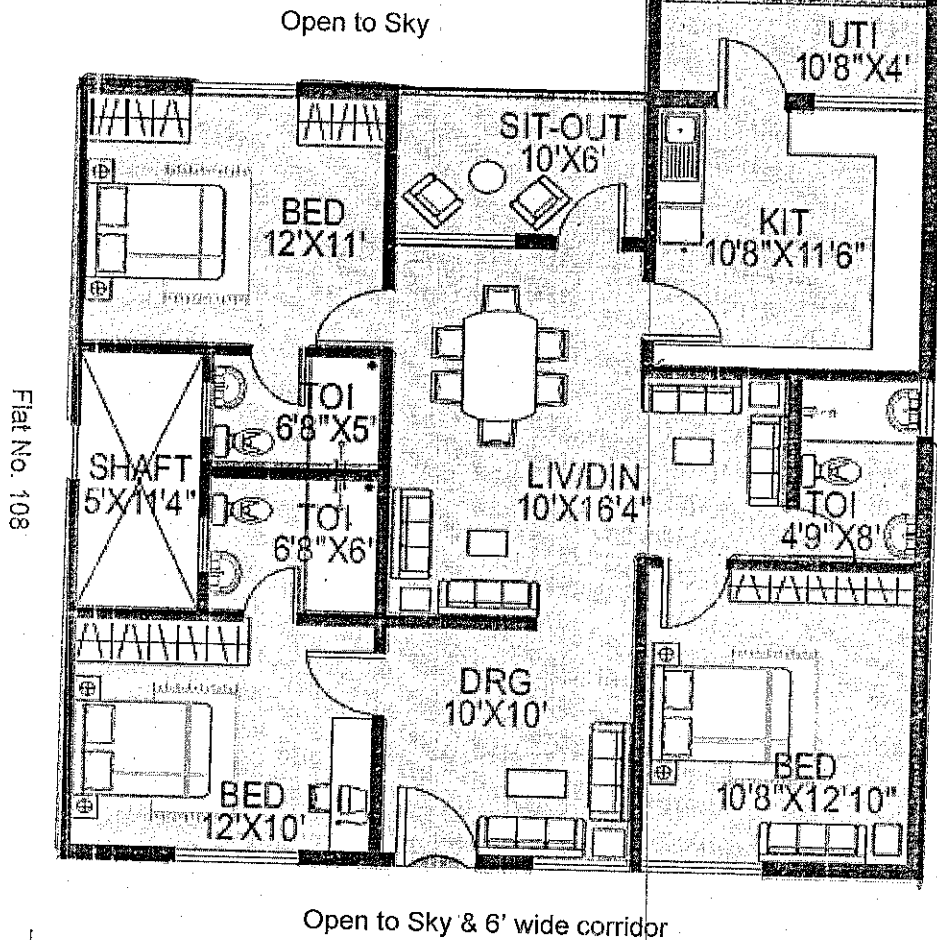 Open to Sky
UTI
10'8"X4'
SIT-OUT
10'X6'
BED
12'X11'
KIT
10'8"X11'6"
TOI
6'8"X5'
SHAFT
5'X11'4"
LIV/DIN
10'X16'4"
TOI
6'8"X6'
TOI
4'9"X8'
Flat No. 108
DRG
10'X10'
BED
12'X10'
BED
10'8"X12'10"
Open to Sky & 6' wide corridor